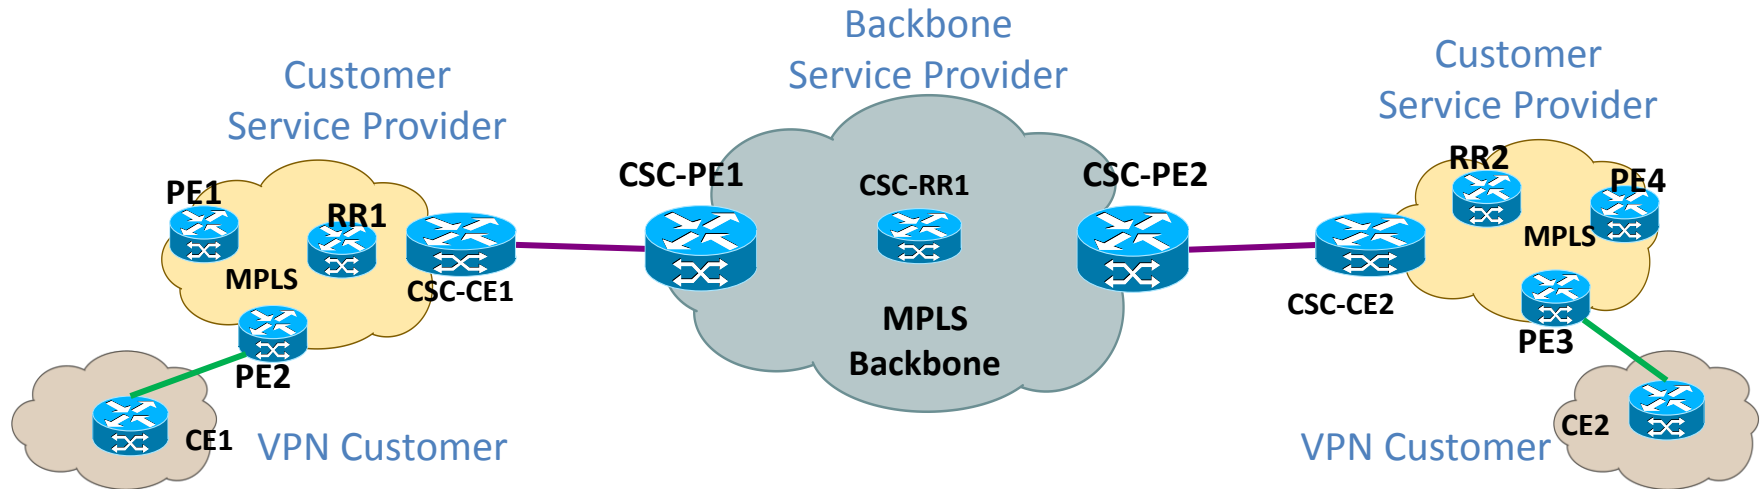 Backbone
Service Provider
Customer
Service Provider
Customer
Service Provider
CSC-PE1
CSC-RR1
CSC-PE2
RR2
PE1
PE4
RR1
MPLS
MPLS
CSC-CE1
CSC-CE2
MPLS
Backbone
PE2
PE3
CE1
VPN Customer
VPN Customer
CE2